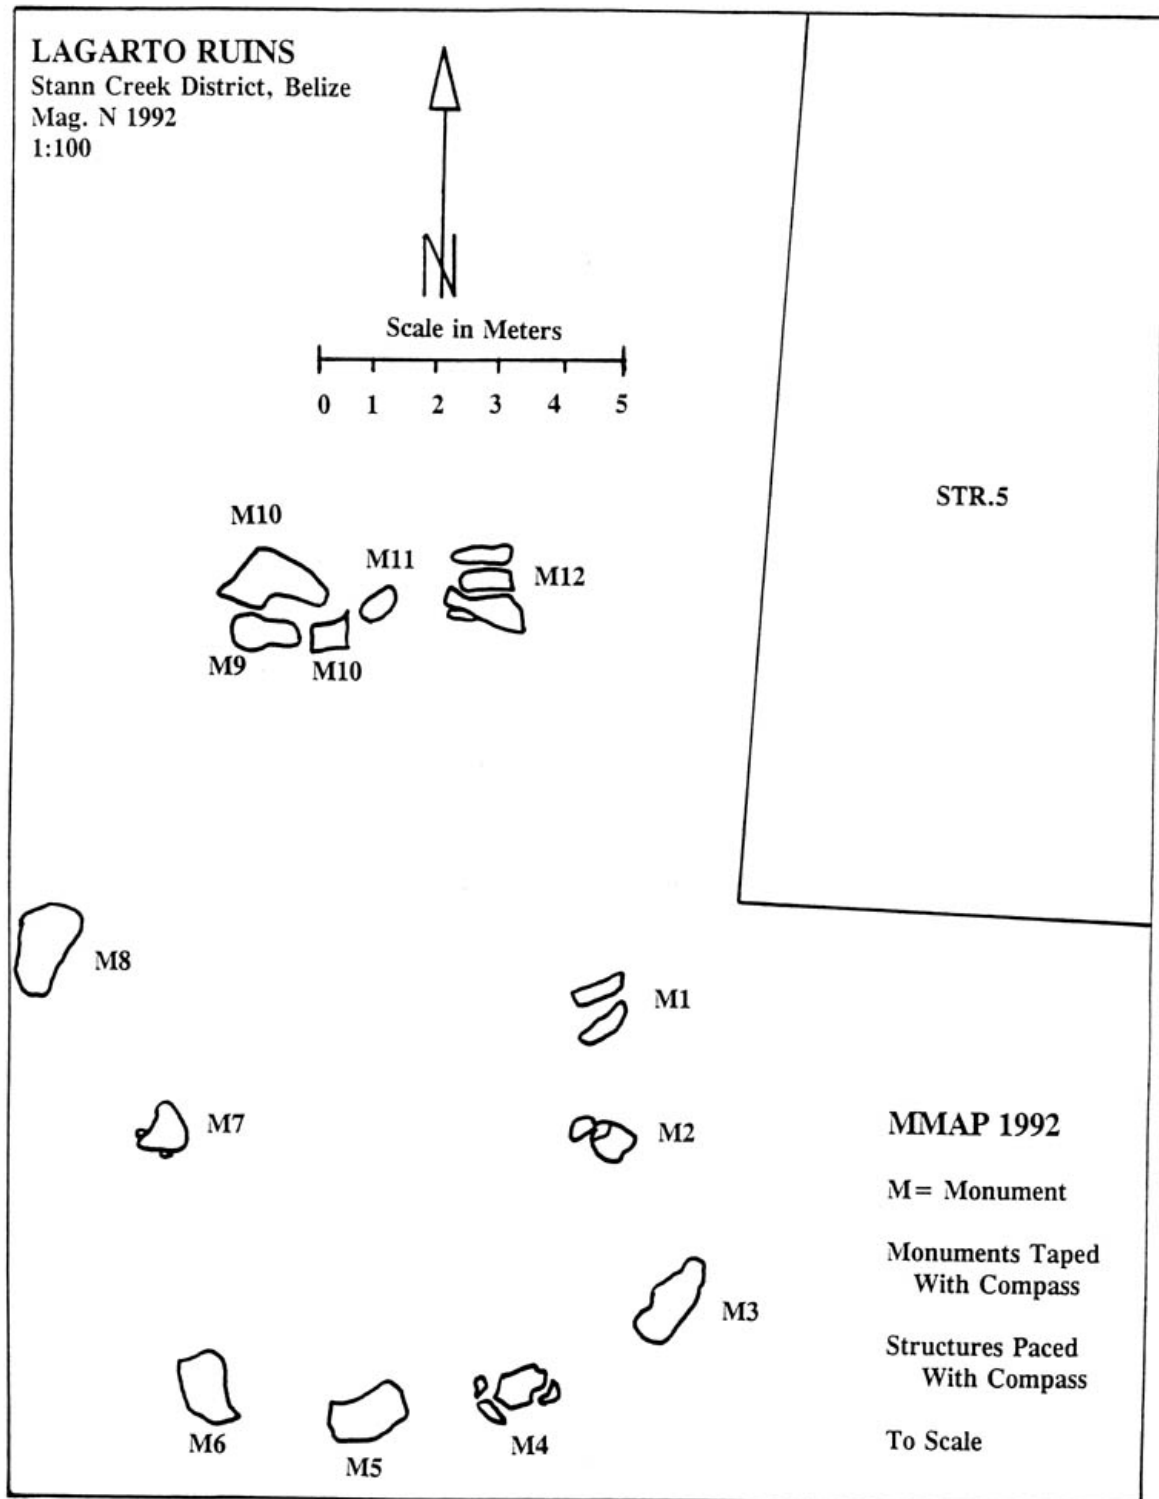 LAGARTO RUINS
Stann Creek District, Belize
Mag. N 1992
1:100
N
Scale in Meters
0 1 2 3 4 5
STR.5
M10
M11
M12
M9
M10
M8
M1
M7
M2
M3
M6
M5
M4
MMAP 1992
M= Monument
Monuments Taped
With Compass
Structures Paced
With Compass
To Scale